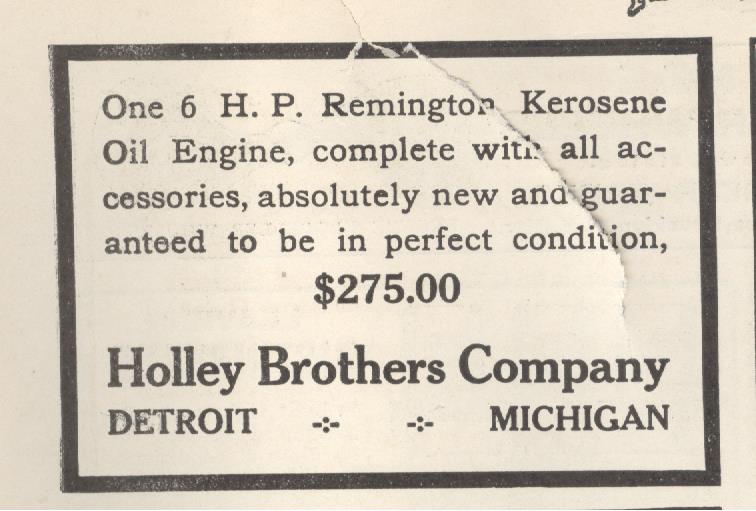 One 6 H. P. Remington Kerosene
Oil Engine, complete with all ac-
cessories, absolutely new and guar-
anteed to be in perfect condition,
$275.00
Holley Brothers Company
DETROIT -:- -:- MICHIGAN